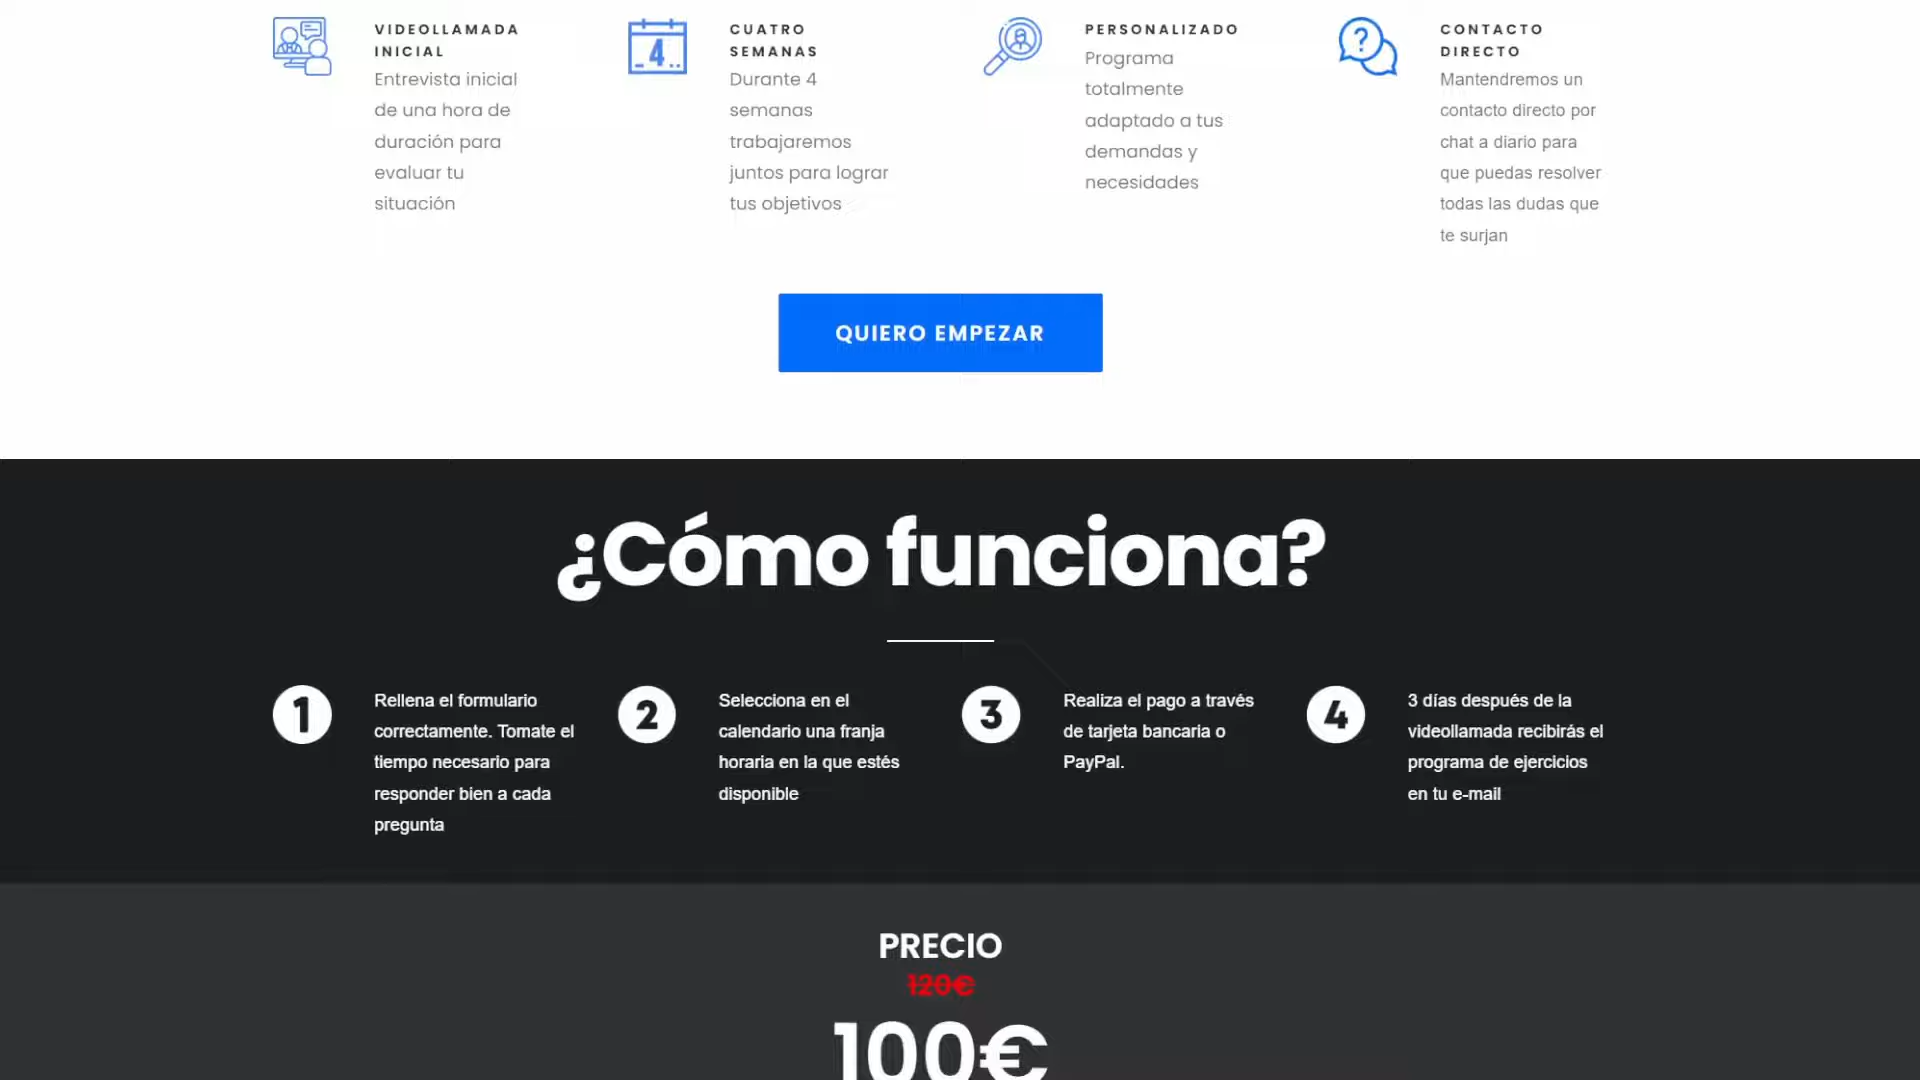 VIDEOLLAMADA
INICIAL
Entrevista inicial
de una hora de
duración para
evaluar tu
situación
4
CUATRO
SEMANAS
Durante 4
semanas
trabajaremos
juntos para lograr
tus objetivos
PERSONALIZADO
Programa
totalmente
adaptado a tus
demandas y
necesidades
?
CONTACTO
DIRECTO
Mantendremos un
contacto directo por
chat a diario para
que puedas resolver
todas las dudas que
te surjan
QUIERO EMPEZAR
¿Cómo funciona?
1
Rellena el formulario
correctamente. Tomate el
tiempo necesario para
responder bien a cada
pregunta
2
Selecciona en el
calendario una franja
horaria en la que estés
disponible
3
Realiza el pago a través
de tarjeta bancaria o
PayPal.
4
3 días después de la
videollamada recibirás el
programa de ejercicios
en tu e-mail
PRECIO
120€
100€